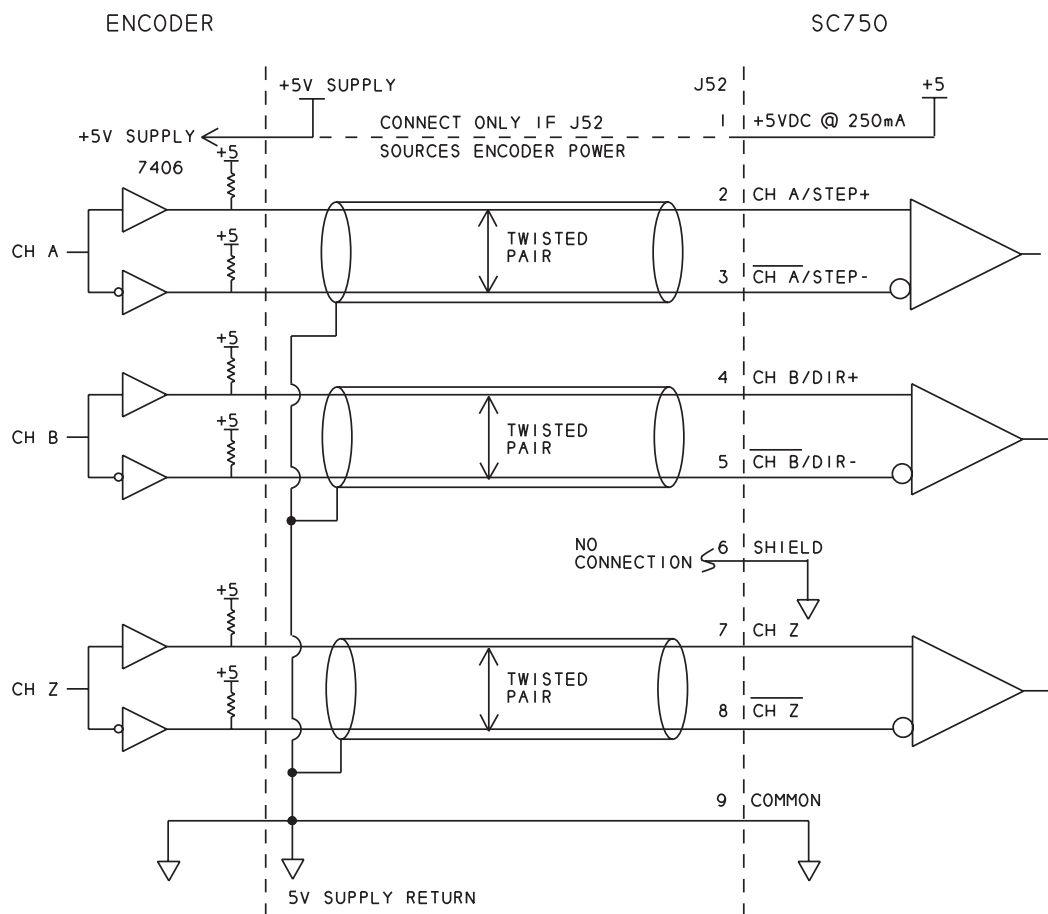 ENCODER
SC750
+5V SUPPLY
J52
+5
+5V SUPPLY
CONNECT ONLY IF J52
1
+5VDC @ 250mA
SOURCES ENCODER POWER
7406
+5
2
CH A/STEP+
CH A
+5
TWISTED
PAIR
3
CH A/STEP-
+5
4
CH B/DIR+
CH B
+5
TWISTED
PAIR
5
CH B/DIR-
NO
CONNECTION
6
SHIELD
+5
7
CH Z
CH Z
+5
TWISTED
PAIR
8
CH Z
9
COMMON
5V SUPPLY RETURN